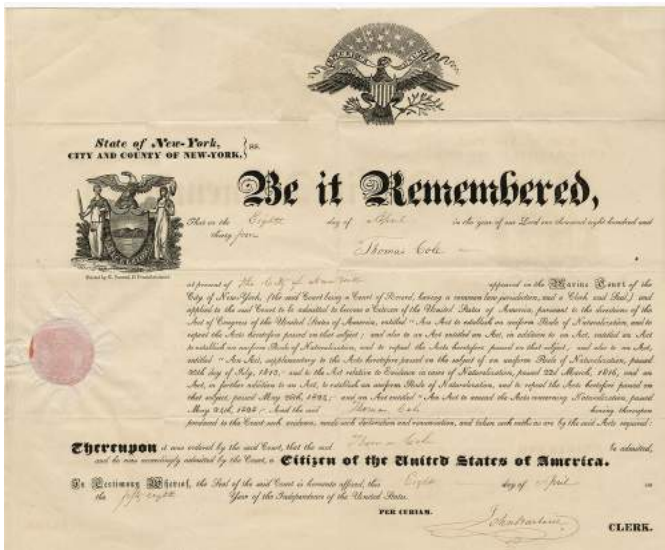 State of New-York,
CITY AND COUNTY OF NEW-YORK, } ss.
Be it Remembered,
That on the Eighth day of April in the year of our Lord one thousand eight hundred and
thirty four
Thomas Cole
at present of The City of New York appeared in the Marine Court of the
City of New-York, (the said Court being a Court of Record, having a common law jurisdiction, and a Clerk and Seal,) and
applied to the said Court to be admitted to become a Citizen of the United States of America, pursuant to the directions of the
Act of Congress of the United States of America, entitled "An Act to establish an uniform Rule of Naturalization, and to
repeal the Acts heretofore passed on that subject; and also to an Act entitled an Act, in addition to an Act, entitled an Act
to establish an uniform Rule of Naturalization, and to repeal the Acts heretofore passed on that subject, and also to an Act,
entitled "An Act, supplementary to the Acts heretofore passed on the subject of an uniform Rule of Naturalization, passed
30th day of July, 1813; and to the Act relative to Evidence in cases of Naturalization, passed 22d March, 1816, and an
Act, in further addition to an Act, to establish an uniform Rule of Naturalization, and to repeal the Acts heretofore passed on
that subject, passed May 26th, 1824; and an Act entitled "An Act to amend the Acts concerning Naturalization, passed
May 24th, 1828. And the said Thomas Cole having thereupon
produced to the Court such evidence, made such declaration and renunciation, and taken such oaths as are by the said Acts required:
Thereupon it was ordered by the said Court, that the said Thomas Cole be admitted,
and he was accordingly admitted by the Court, a Citizen of the United States of America.
In Testimony Whereof, the Seal of the said Court is hereunto affixed, this Eighth day of April in
the fifty eighth Year of the Independence of the United States.
PER CURIAM.
CLERK.